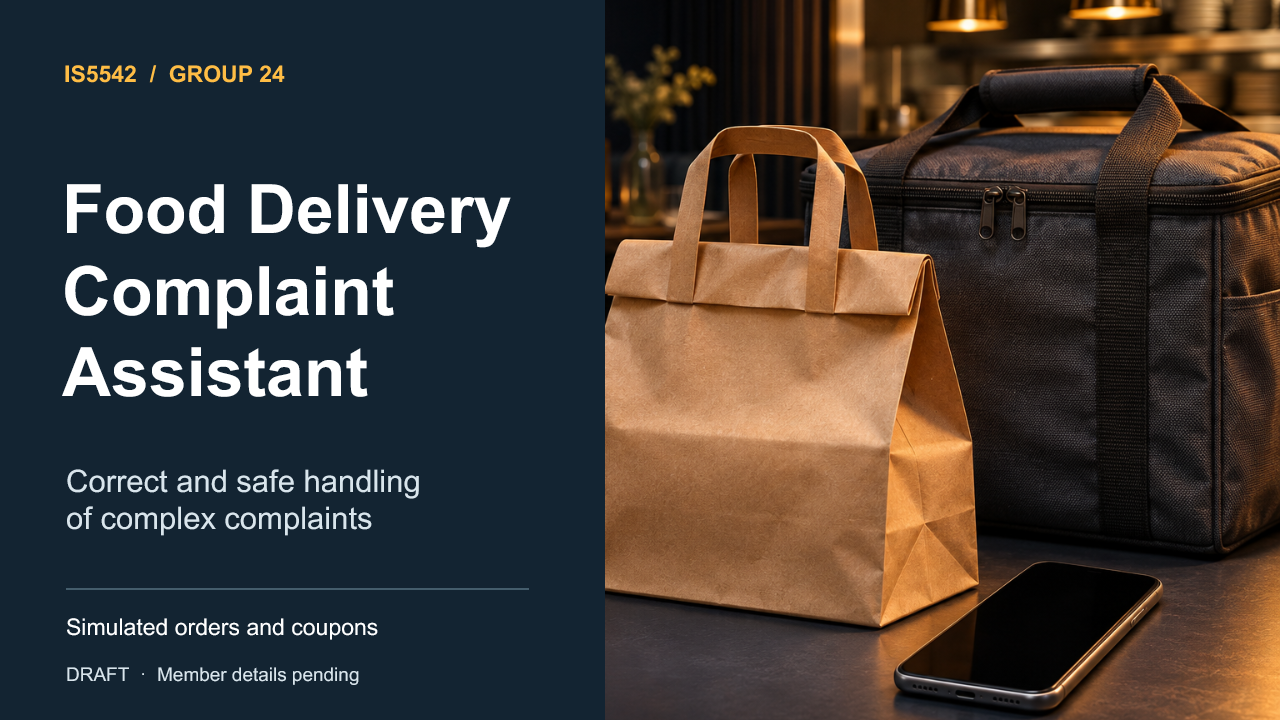 IS5542 / GROUP 24
Food Delivery
Complaint
Assistant
Correct and safe handling
of complex complaints
Simulated orders and coupons
DRAFT · Member details pending